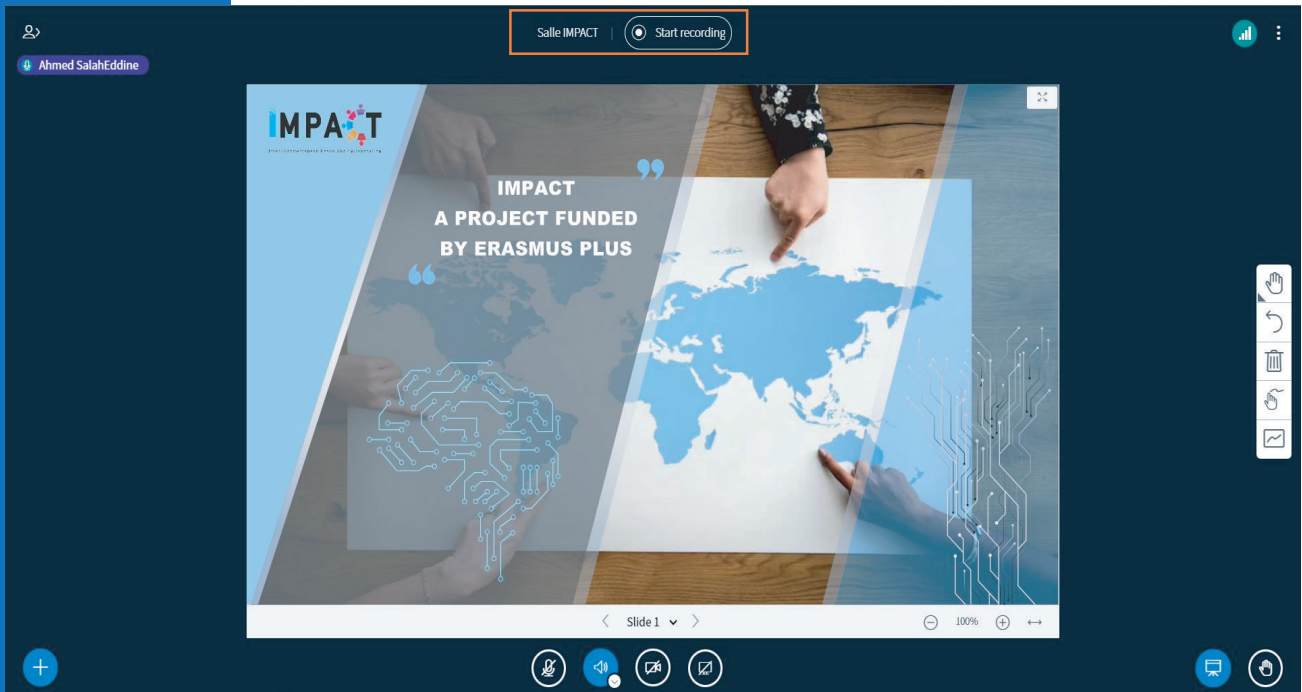 Salle IMPACT | Start recording
Ahmed SalahEddine
IMPACT
”
IMPACT
A PROJECT FUNDED
BY ERASMUS PLUS
“
Slide 1
100%